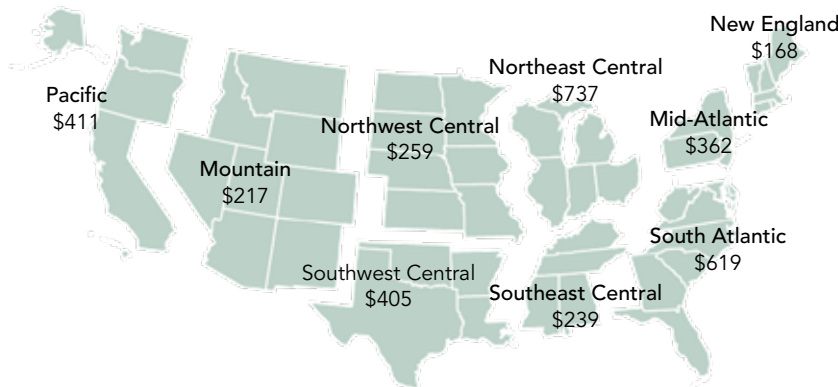 New England
$168
Northeast Central
$737
Pacific
$411
Mid-Atlantic
$362
Northwest Central
$259
Mountain
$217
South Atlantic
$619
Southwest Central
$405
Southeast Central
$239